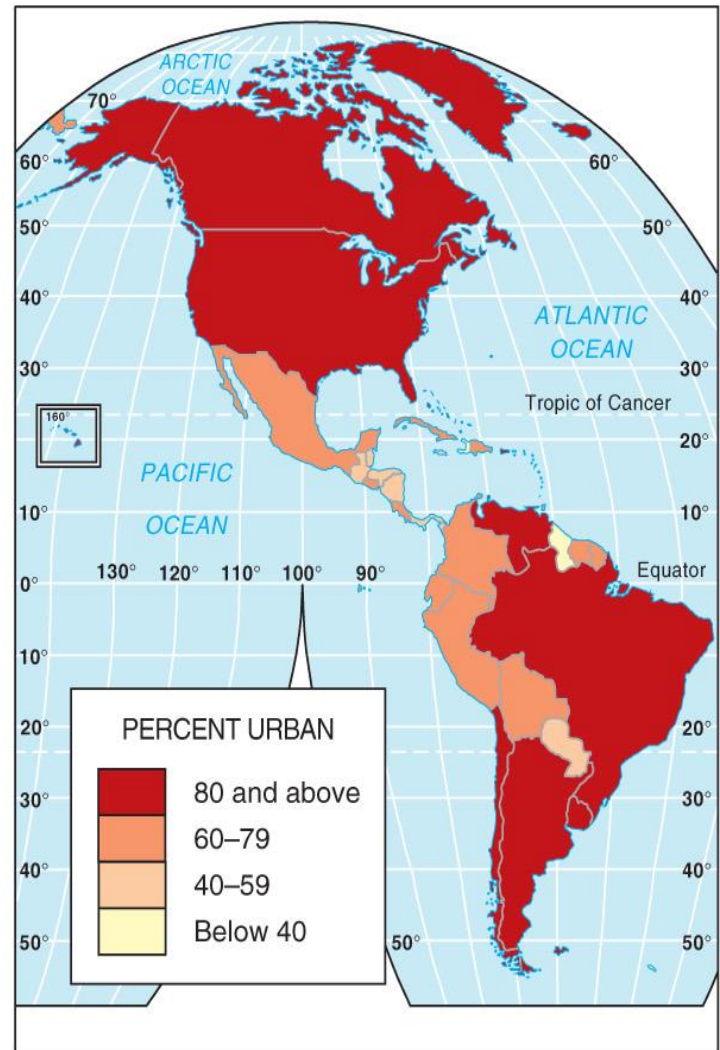 ARCTIC
OCEAN
70°
60°
60°
50°
50°
40°
40°
ATLANTIC
OCEAN
30°
30°
Tropic of Cancer
160°
20°
20°
PACIFIC
OCEAN
10°
10°
Equator
0°
130°
120°
110°
100°
90°
10°
20°
20°
30°
30°
40°
40°
50°
50°
50°
PERCENT URBAN
80 and above
60–79
40–59
Below 40